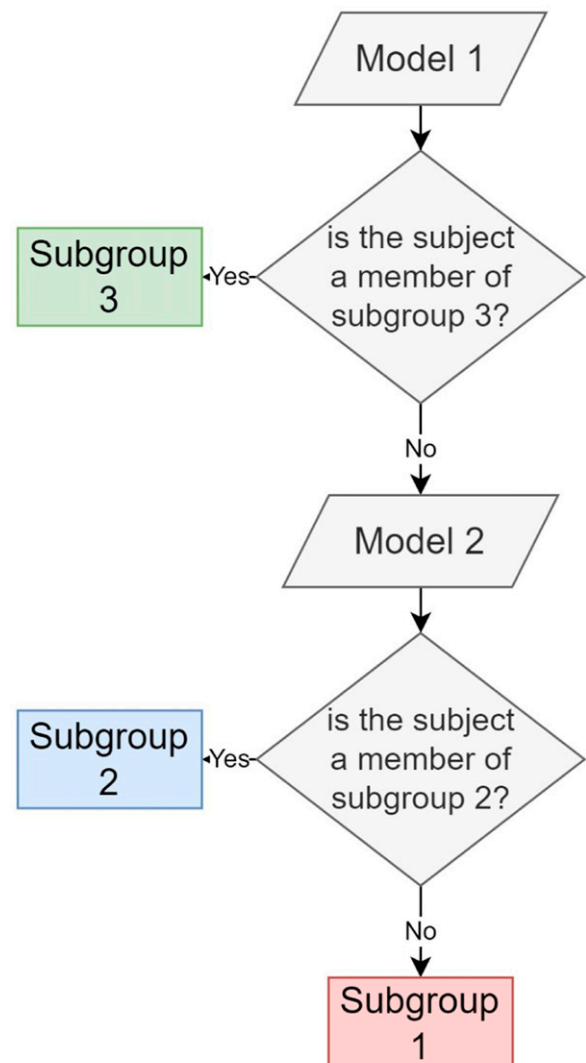 Model 1
is the subject
a member of
subgroup 3?
Yes
Subgroup
3
No
Model 2
is the subject
a member of
subgroup 2?
Yes
Subgroup
2
No
Subgroup
1